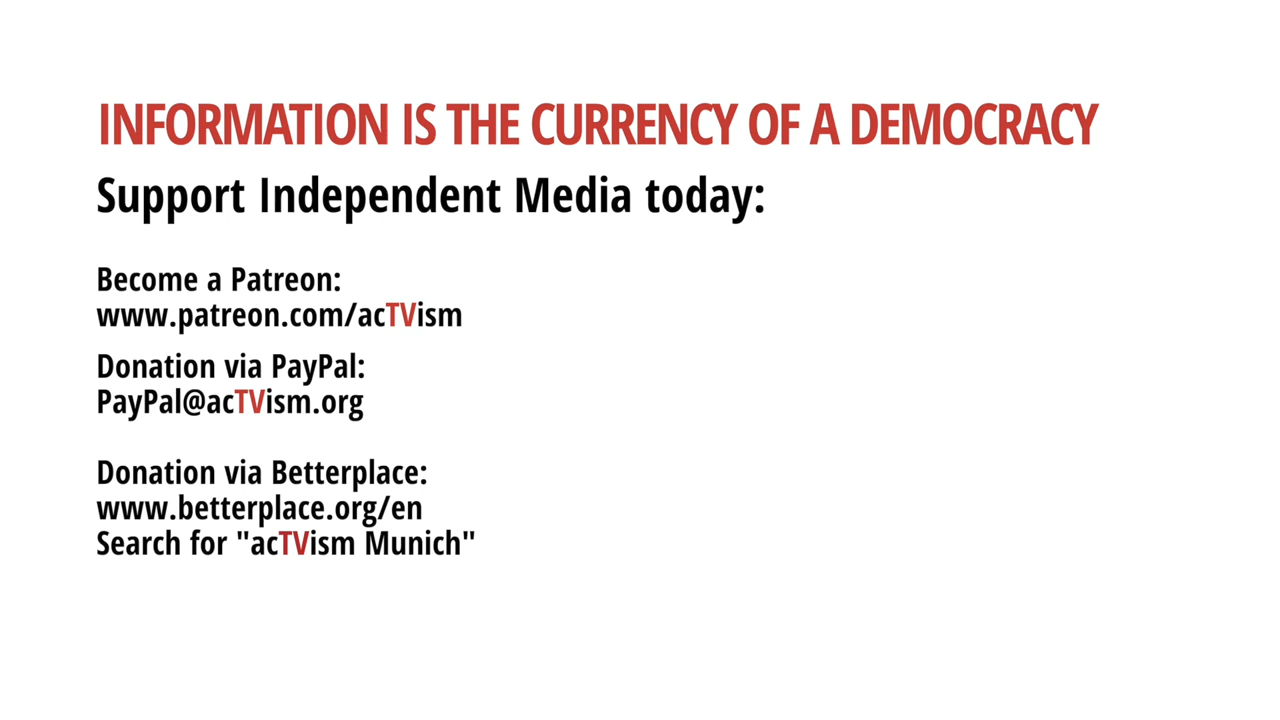 INFORMATION IS THE CURRENCY OF A DEMOCRACY
Support Independent Media today:
Become a Patreon:
www.patreon.com/acTVism
Donation via PayPal:
PayPal@acTVism.org
Donation via Betterplace:
www.betterplace.org/en
Search for "acTVism Munich"